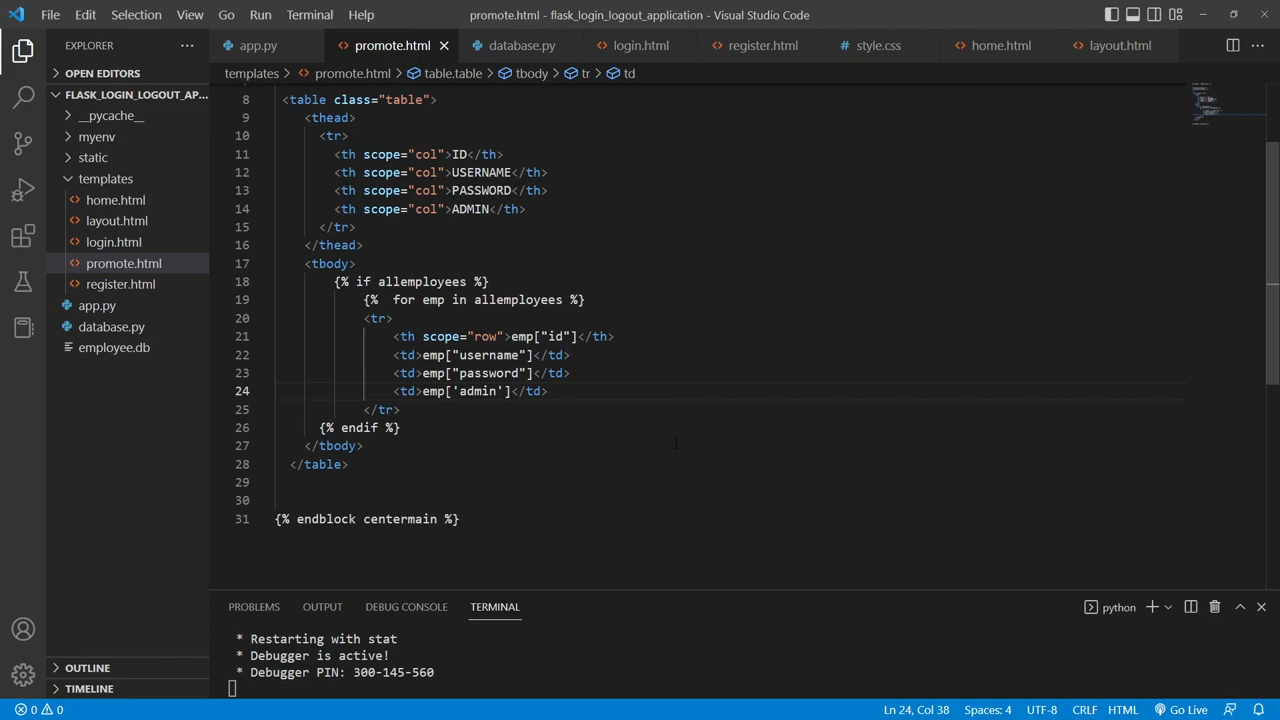 File Edit Selection View Go Run Terminal Help promote.html - flask_login_logout_application - Visual Studio Code
EXPLORER
app.py promote.html database.py login.html register.html style.css home.html layout.html
OPEN EDITORS
templates > promote.html > table.table > tbody > tr > td
FLASK_LOGIN_LOGOUT_AP...
__pycache__
myenv
static
templates
home.html
layout.html
login.html
promote.html
register.html
app.py
database.py
employee.db
OUTLINE
TIMELINE
8 <table class="table">
9 <thead>
10 <tr>
11 <th scope="col">ID</th>
12 <th scope="col">USERNAME</th>
13 <th scope="col">PASSWORD</th>
14 <th scope="col">ADMIN</th>
15 </tr>
16 </thead>
17 <tbody>
18 {% if allemployees %}
19 {%  for emp in allemployees %}
20 <tr>
21 <th scope="row">emp["id"]</th>
22 <td>emp["username"]</td>
23 <td>emp["password"]</td>
24 <td>emp['admin']</td>
25 </tr>
26 {% endif %}
27 </tbody>
28 </table>
29
30
31 {% endblock centermain %}
PROBLEMS OUTPUT DEBUG CONSOLE TERMINAL python
* Restarting with stat
* Debugger is active!
* Debugger PIN: 300-145-560
0 0 Ln 24, Col 38 Spaces: 4 UTF-8 CRLF HTML Go Live